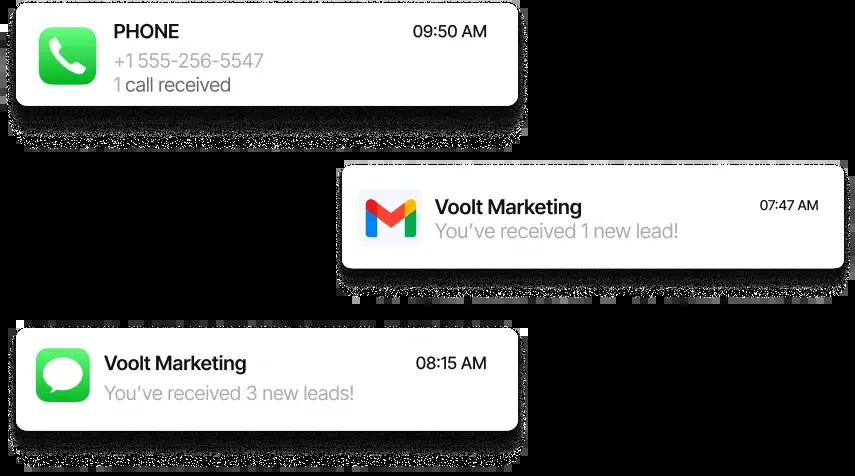 PHONE 09:50 AM
+1 555-256-5547
1 call received
Voolt Marketing 07:47 AM
You've received 1 new lead!
Voolt Marketing 08:15 AM
You've received 3 new leads!